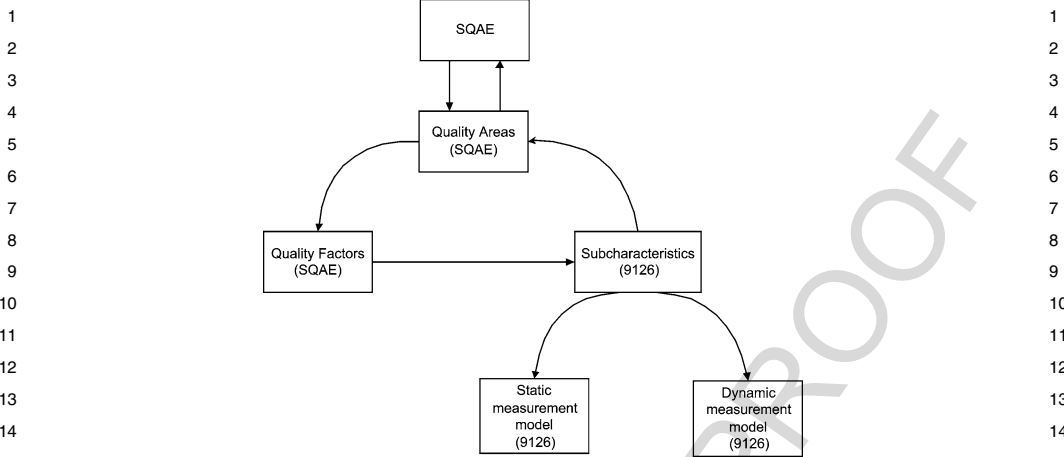 1 1
SQAE
2 2
3 3
4 4
Quality Areas
(SQAE)
5 5
6 6
7 7
8 8
Quality Factors
(SQAE)
Subcharacteristics
(9126)
9 9
10 10
11 11
12 12
Static
measurement
model
(9126)
Dynamic
measurement
model
(9126)
13 13
14 14
PROOF